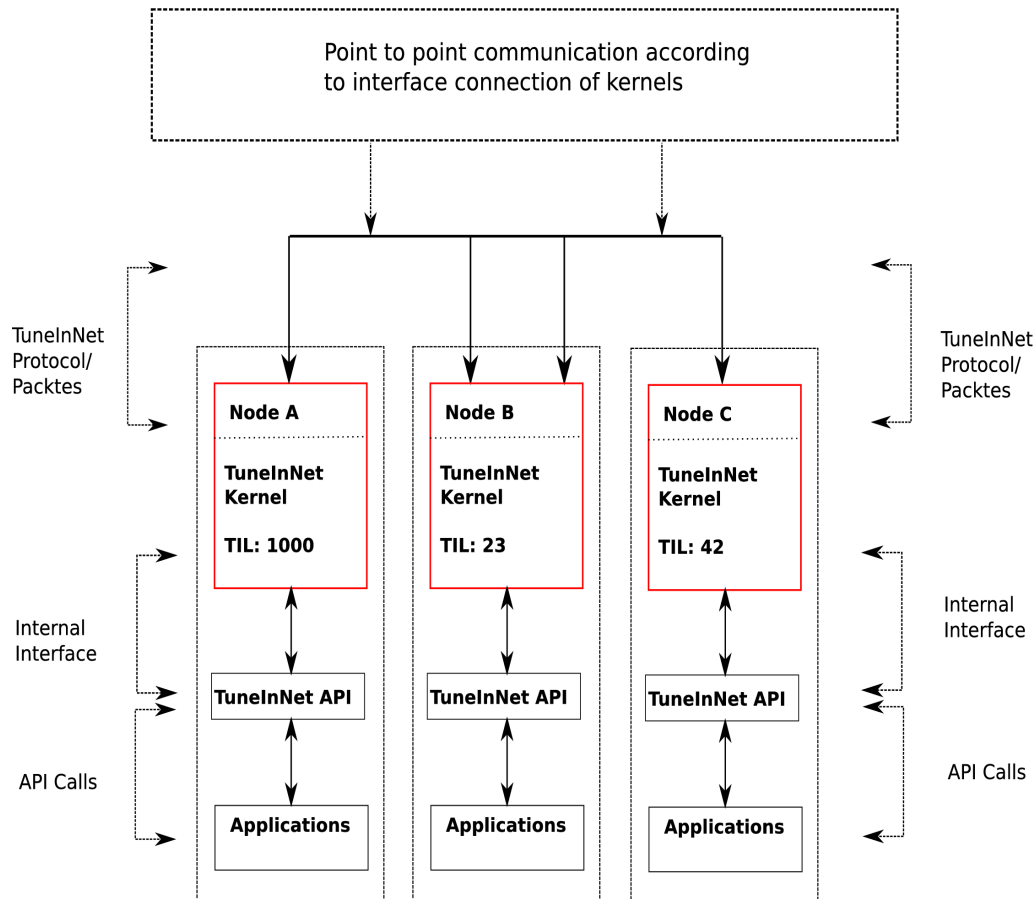 Point to point communication according
to interface connection of kernels
TuneInNet
Protocol/
Packtes
TuneInNet
Protocol/
Packtes
Node A
TuneInNet
Kernel
TIL: 1000
Node B
TuneInNet
Kernel
TIL: 23
Node C
TuneInNet
Kernel
TIL: 42
Internal
Interface
Internal
Interface
TuneInNet API
TuneInNet API
TuneInNet API
API Calls
API Calls
Applications
Applications
Applications